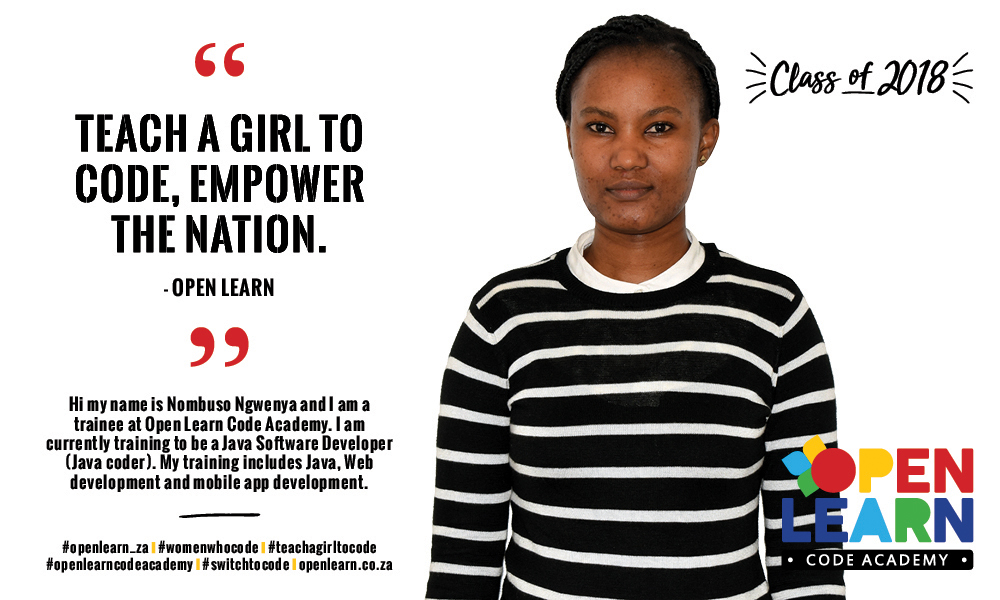 “
TEACH A GIRL TO
CODE, EMPOWER
THE NATION.
- OPEN LEARN
”
Hi my name is Nombuso Ngwenya and I am a
trainee at Open Learn Code Academy. I am
currently training to be a Java Software Developer
(Java coder). My training includes Java, Web
development and mobile app development.
#openlearn_za | #womenwhocode | #teachagirltocode
#openlearncodeacademy | #switchtocode | openlearn.co.za
Class of 2018
OPEN
LEARN
• CODE ACADEMY •